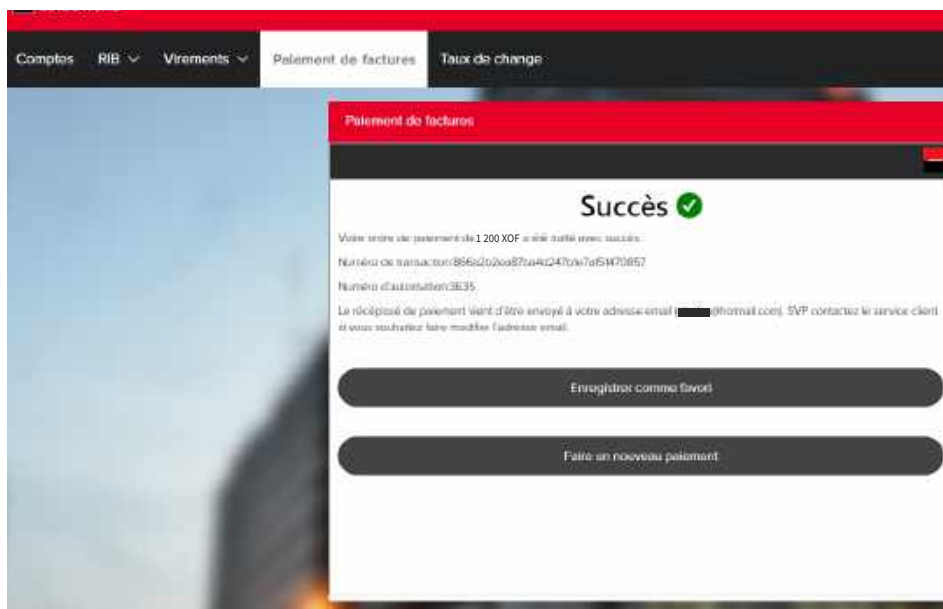 Comptes RIB Virements Paiement de factures Taux de change
Paiement de factures
Succès
Votre ordre de paiement de 1 200 XOF a été traité avec succès.
Numéro de transaction:
Numéro d'automation:3635
Le récépissé de paiement vient d'être envoyé à votre adresse email @hotmail.com). SVP contactez le service client
si vous souhaitez faire modifier l'adresse email.
Enregistrer comme favori
Faire un nouveau paiement